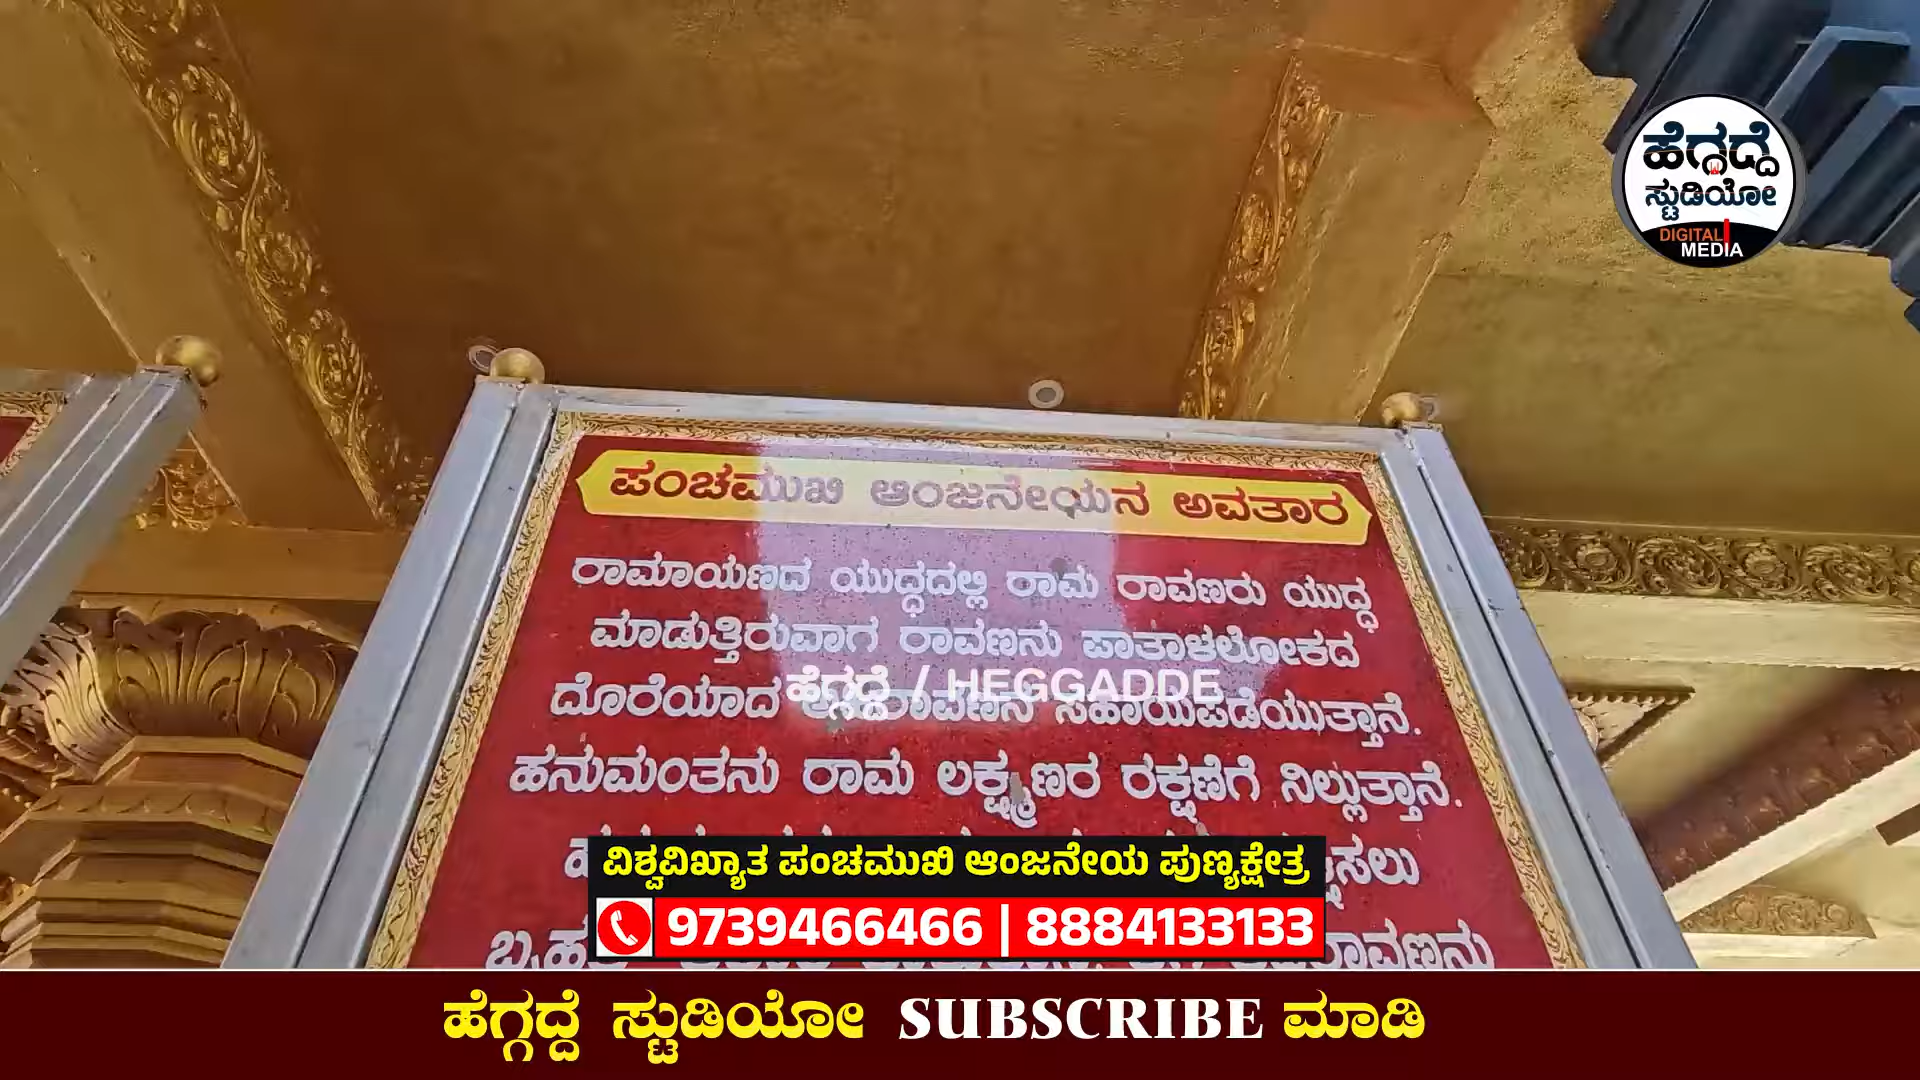 ಹೆಗ್ಗದ್ದೆ
ಸ್ಟುಡಿಯೋ
DIGITAL
MEDIA
ಪಂಚಮುಖಿ ಆಂಜನೇಯನ ಅವತಾರ
ರಾಮಾಯಣದ ಯುದ್ಧದಲ್ಲಿ ರಾಮ ರಾವಣರು ಯುದ್ಧ
ಮಾಡುತ್ತಿರುವಾಗ ರಾವಣನು ಪಾತಾಳಲೋಕದ
ಹೆಗ್ಗದ್ದೆ / HEGGADDE
ದೊರೆಯಾದ ಸಹಾಯಪಡೆಯುತ್ತಾನೆ.
ಹನುಮಂತನು ರಾಮ ಲಕ್ಷ್ಮಣರ ರಕ್ಷಣೆಗೆ ನಿಲ್ಲುತ್ತಾನೆ.
ವಿಶ್ವವಿಖ್ಯಾತ ಪಂಚಮುಖಿ ಆಂಜನೇಯ ಪುಣ್ಯಕ್ಷೇತ್ರ
9739466466 | 8884133133
ಹೆಗ್ಗದ್ದೆ ಸ್ಟುಡಿಯೋ SUBSCRIBE ಮಾಡಿ